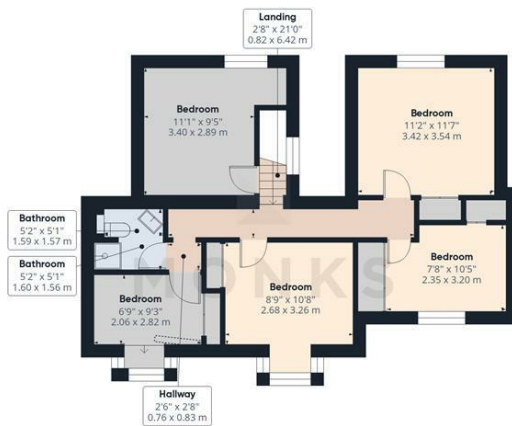 Landing
2'8" x 21'0"
0.82 x 6.42 m
Bedroom
11'1" x 9'5"
3.40 x 2.89 m
Bedroom
11'2" x 11'7"
3.42 x 3.54 m
Bathroom
5'2" x 5'1"
1.59 x 1.57 m
Bathroom
5'2" x 5'1"
1.60 x 1.56 m
Bedroom
7'8" x 10'5"
2.35 x 3.20 m
Bedroom
8'9" x 10'8"
2.68 x 3.26 m
Bedroom
6'9" x 9'3"
2.06 x 2.82 m
MONKS
Hallway
2'6" x 2'8"
0.76 x 0.83 m